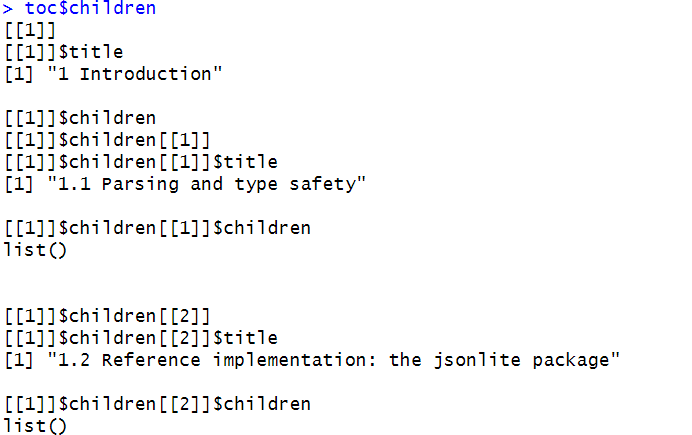 > toc$children
[[1]]
[[1]]$title
[1] "1 Introduction"
[[1]]$children
[[1]]$children[[1]]
[[1]]$children[[1]]$title
[1] "1.1 Parsing and type safety"
[[1]]$children[[1]]$children
list()
[[1]]$children[[2]]
[[1]]$children[[2]]$title
[1] "1.2 Reference implementation: the jsonlite package"
[[1]]$children[[2]]$children
list()